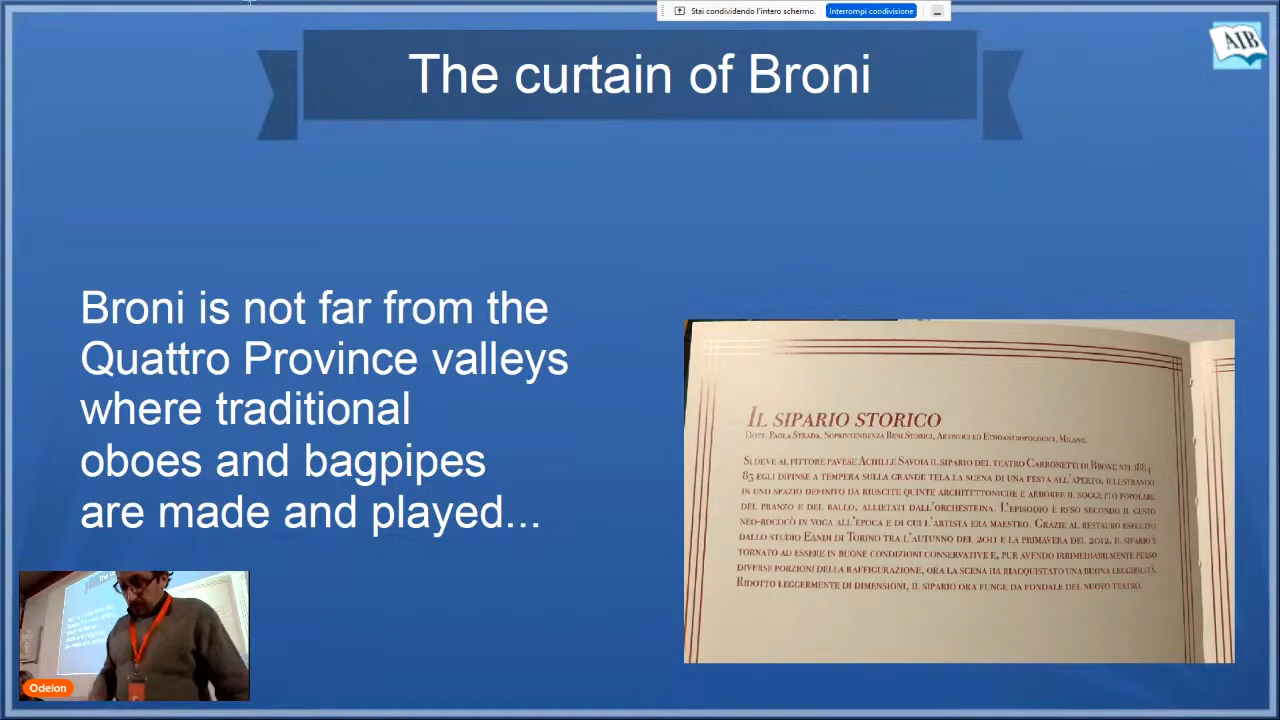 Stai condividendo l'intero schermo. Interrompi condivisione
AIB
The curtain of Broni
Broni is not far from the
Quattro Province valleys
where traditional
oboes and bagpipes
are made and played...
IL SIPARIO STORICO
DOTT. PAOLA STRADA, SOPRINTENDENZA BENI STORICI, ARTISTICI ED ETNOANTROPOLOGICI, MILANO.
SI DEVE AL PITTORE PAVESE ACHILLE SAVOIA IL SIPARIO DEL TEATRO CARBONETTI DI BRONI: NEL 1884-
85 EGLI DIPINSE A TEMPERA SULLA GRANDE TELA LA SCENA DI UNA FESTA ALL'APERTO, ILLUSTRANDO
IN UNO SPAZIO DEFINITO DA RIUSCITE QUINTE ARCHITETTONICHE E ARBOREE IL SOGGETTO POPOLARE
DEL PRANZO E DEL BALLO, ALLIETATI DALL'ORCHESTRINA. L'EPISODIO È RESO SECONDO IL GUSTO
NEO-ROCOCÒ IN VOGA ALL'EPOCA E DI CUI L'ARTISTA ERA MAESTRO. GRAZIE AL RESTAURO ESEGUITO
DALLO STUDIO EANDI DI TORINO TRA L'AUTUNNO DEL 2011 E LA PRIMAVERA DEL 2012, IL SIPARIO È
TORNATO AD ESSERE IN BUONE CONDIZIONI CONSERVATIVE E, PUR AVENDO IRRIMEDIABILMENTE PERSO
DIVERSE PORZIONI DELLA RAFFIGURAZIONE, ORA LA SCENA HA RIACQUISTATO UNA BUONA LEGGIBILITÀ.
RIDOTTO LEGGERMENTE DI DIMENSIONI, IL SIPARIO ORA FUNGE DA FONDALE DEL NUOVO TEATRO.
Odeion